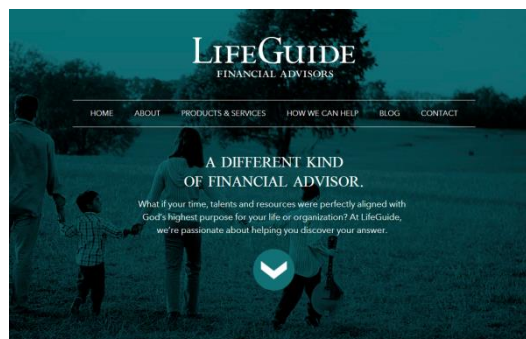 LIFEGUIDE
FINANCIAL ADVISORS
HOME ABOUT PRODUCTS & SERVICES HOW WE CAN HELP BLOG CONTACT
A DIFFERENT KIND
OF FINANCIAL ADVISOR.
What if your time, talents and resources were perfectly aligned with
God's highest purpose for your life or organization? At LifeGuide,
we're passionate about helping you discover your answer.